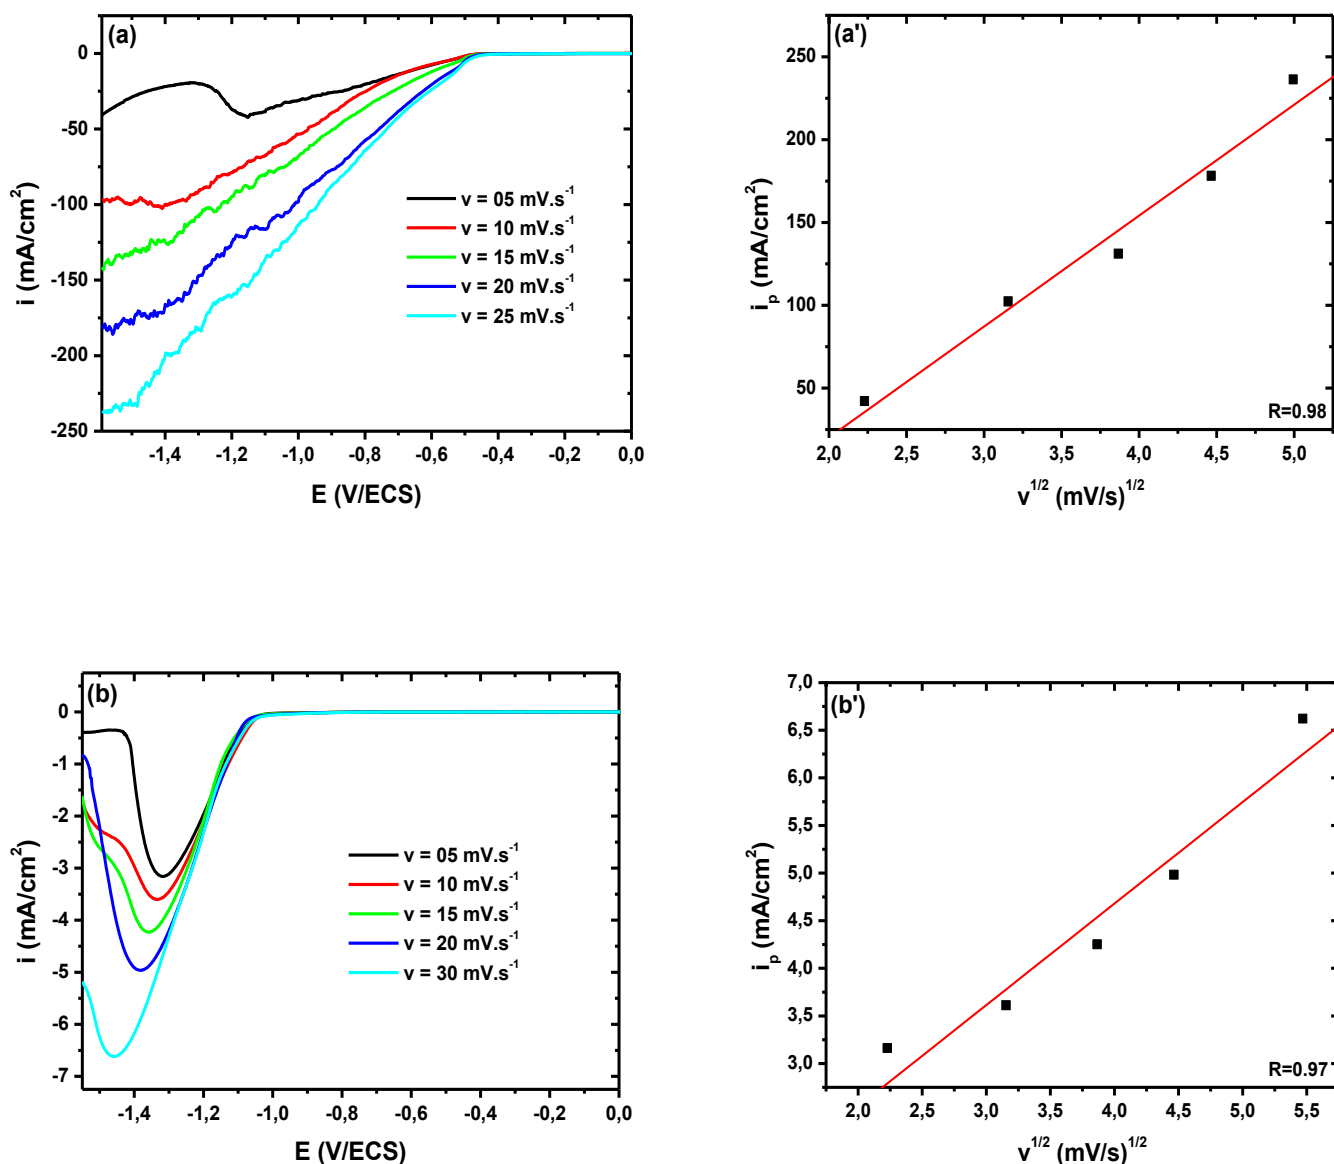 (a)
0
-50
-100
-150
-200
-250
i (mA/cm²)
v = 05 mV.s⁻¹
v = 10 mV.s⁻¹
v = 15 mV.s⁻¹
v = 20 mV.s⁻¹
v = 25 mV.s⁻¹
-1,4 -1,2 -1,0 -0,8 -0,6 -0,4 -0,2 0,0
E (V/ECS)
(a')
250
200
150
100
50
iₚ (mA/cm²)
R=0.98
2,0 2,5 3,0 3,5 4,0 4,5 5,0
v^1/2 (mV/s)^1/2
(b)
0
-1
-2
-3
-4
-5
-6
-7
i (mA/cm²)
v = 05 mV.s⁻¹
v = 10 mV.s⁻¹
v = 15 mV.s⁻¹
v = 20 mV.s⁻¹
v = 30 mV.s⁻¹
-1,4 -1,2 -1,0 -0,8 -0,6 -0,4 -0,2 0,0
E (V/ECS)
(b')
7,0
6,5
6,0
5,5
5,0
4,5
4,0
3,5
3,0
iₚ (mA/cm²)
R=0.97
2,0 2,5 3,0 3,5 4,0 4,5 5,0 5,5
v^1/2 (mV/s)^1/2